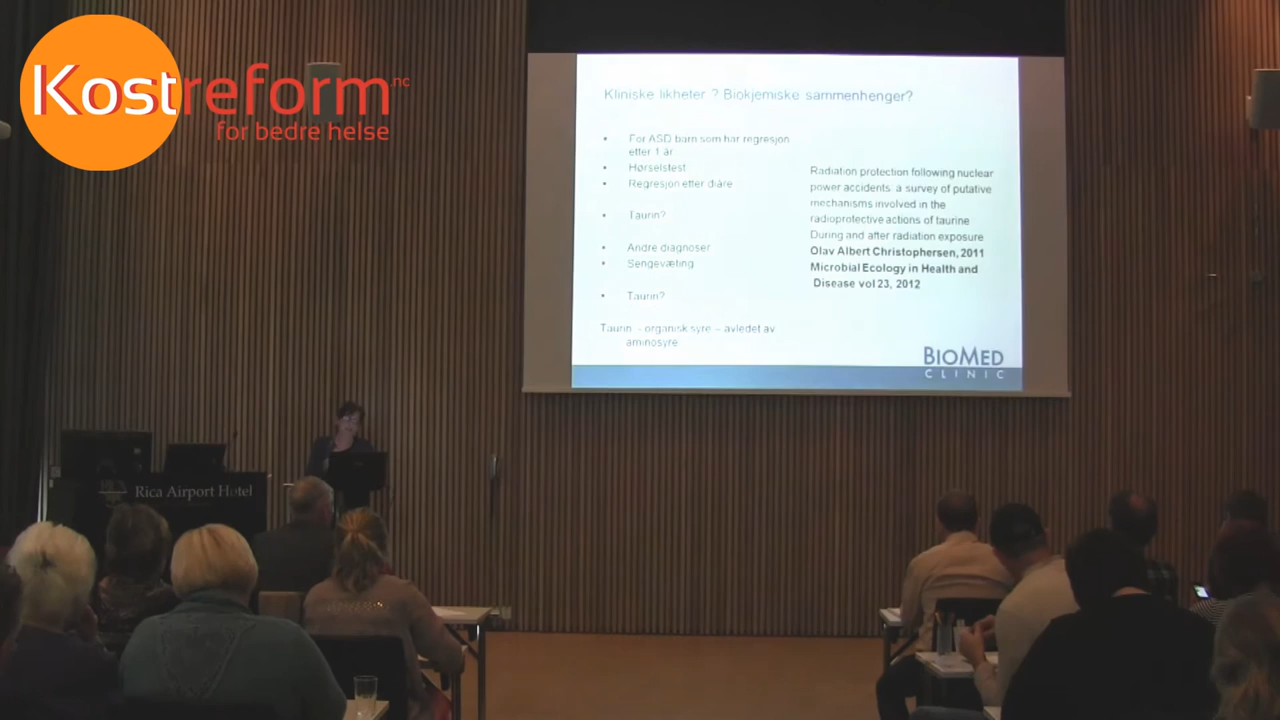 Kostreform.nc
for bedre helse
Kliniske likheter ? Biokjemiske sammenhenger?
• For ASD barn som har regresjon
etter 1 år
• Hørselstest
• Regresjon etter diare
• Taurin?
• Andre diagnoser
• Sengevæting
• Taurin?
Taurin - organisk syre – avledet av
aminosyre
Radiation protection following nuclear
power accidents: a survey of putative
mechanisms involved in the
radioprotective actions of taurine
During and after radiation exposure
Olav Albert Christophersen, 2011
Microbial Ecology in Health and
Disease vol 23, 2012
BIOMED
CLINIC
Rica Airport Hotel